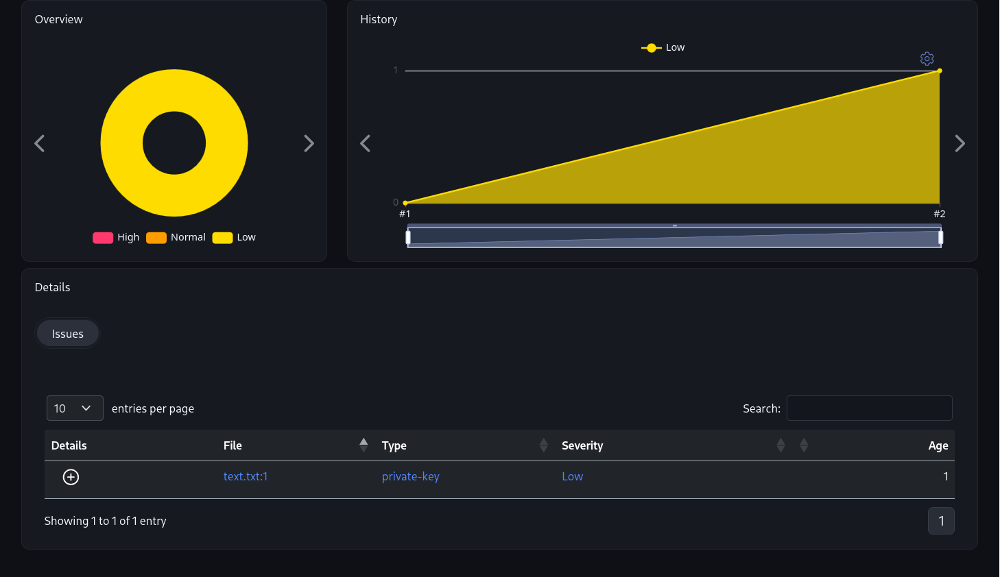 Overview
High Normal Low
History
Low
1
0
#1 #2
Details
Issues
10 entries per page Search:
Details File Type Severity Age
text.txt:1 private-key Low 1
Showing 1 to 1 of 1 entry 1